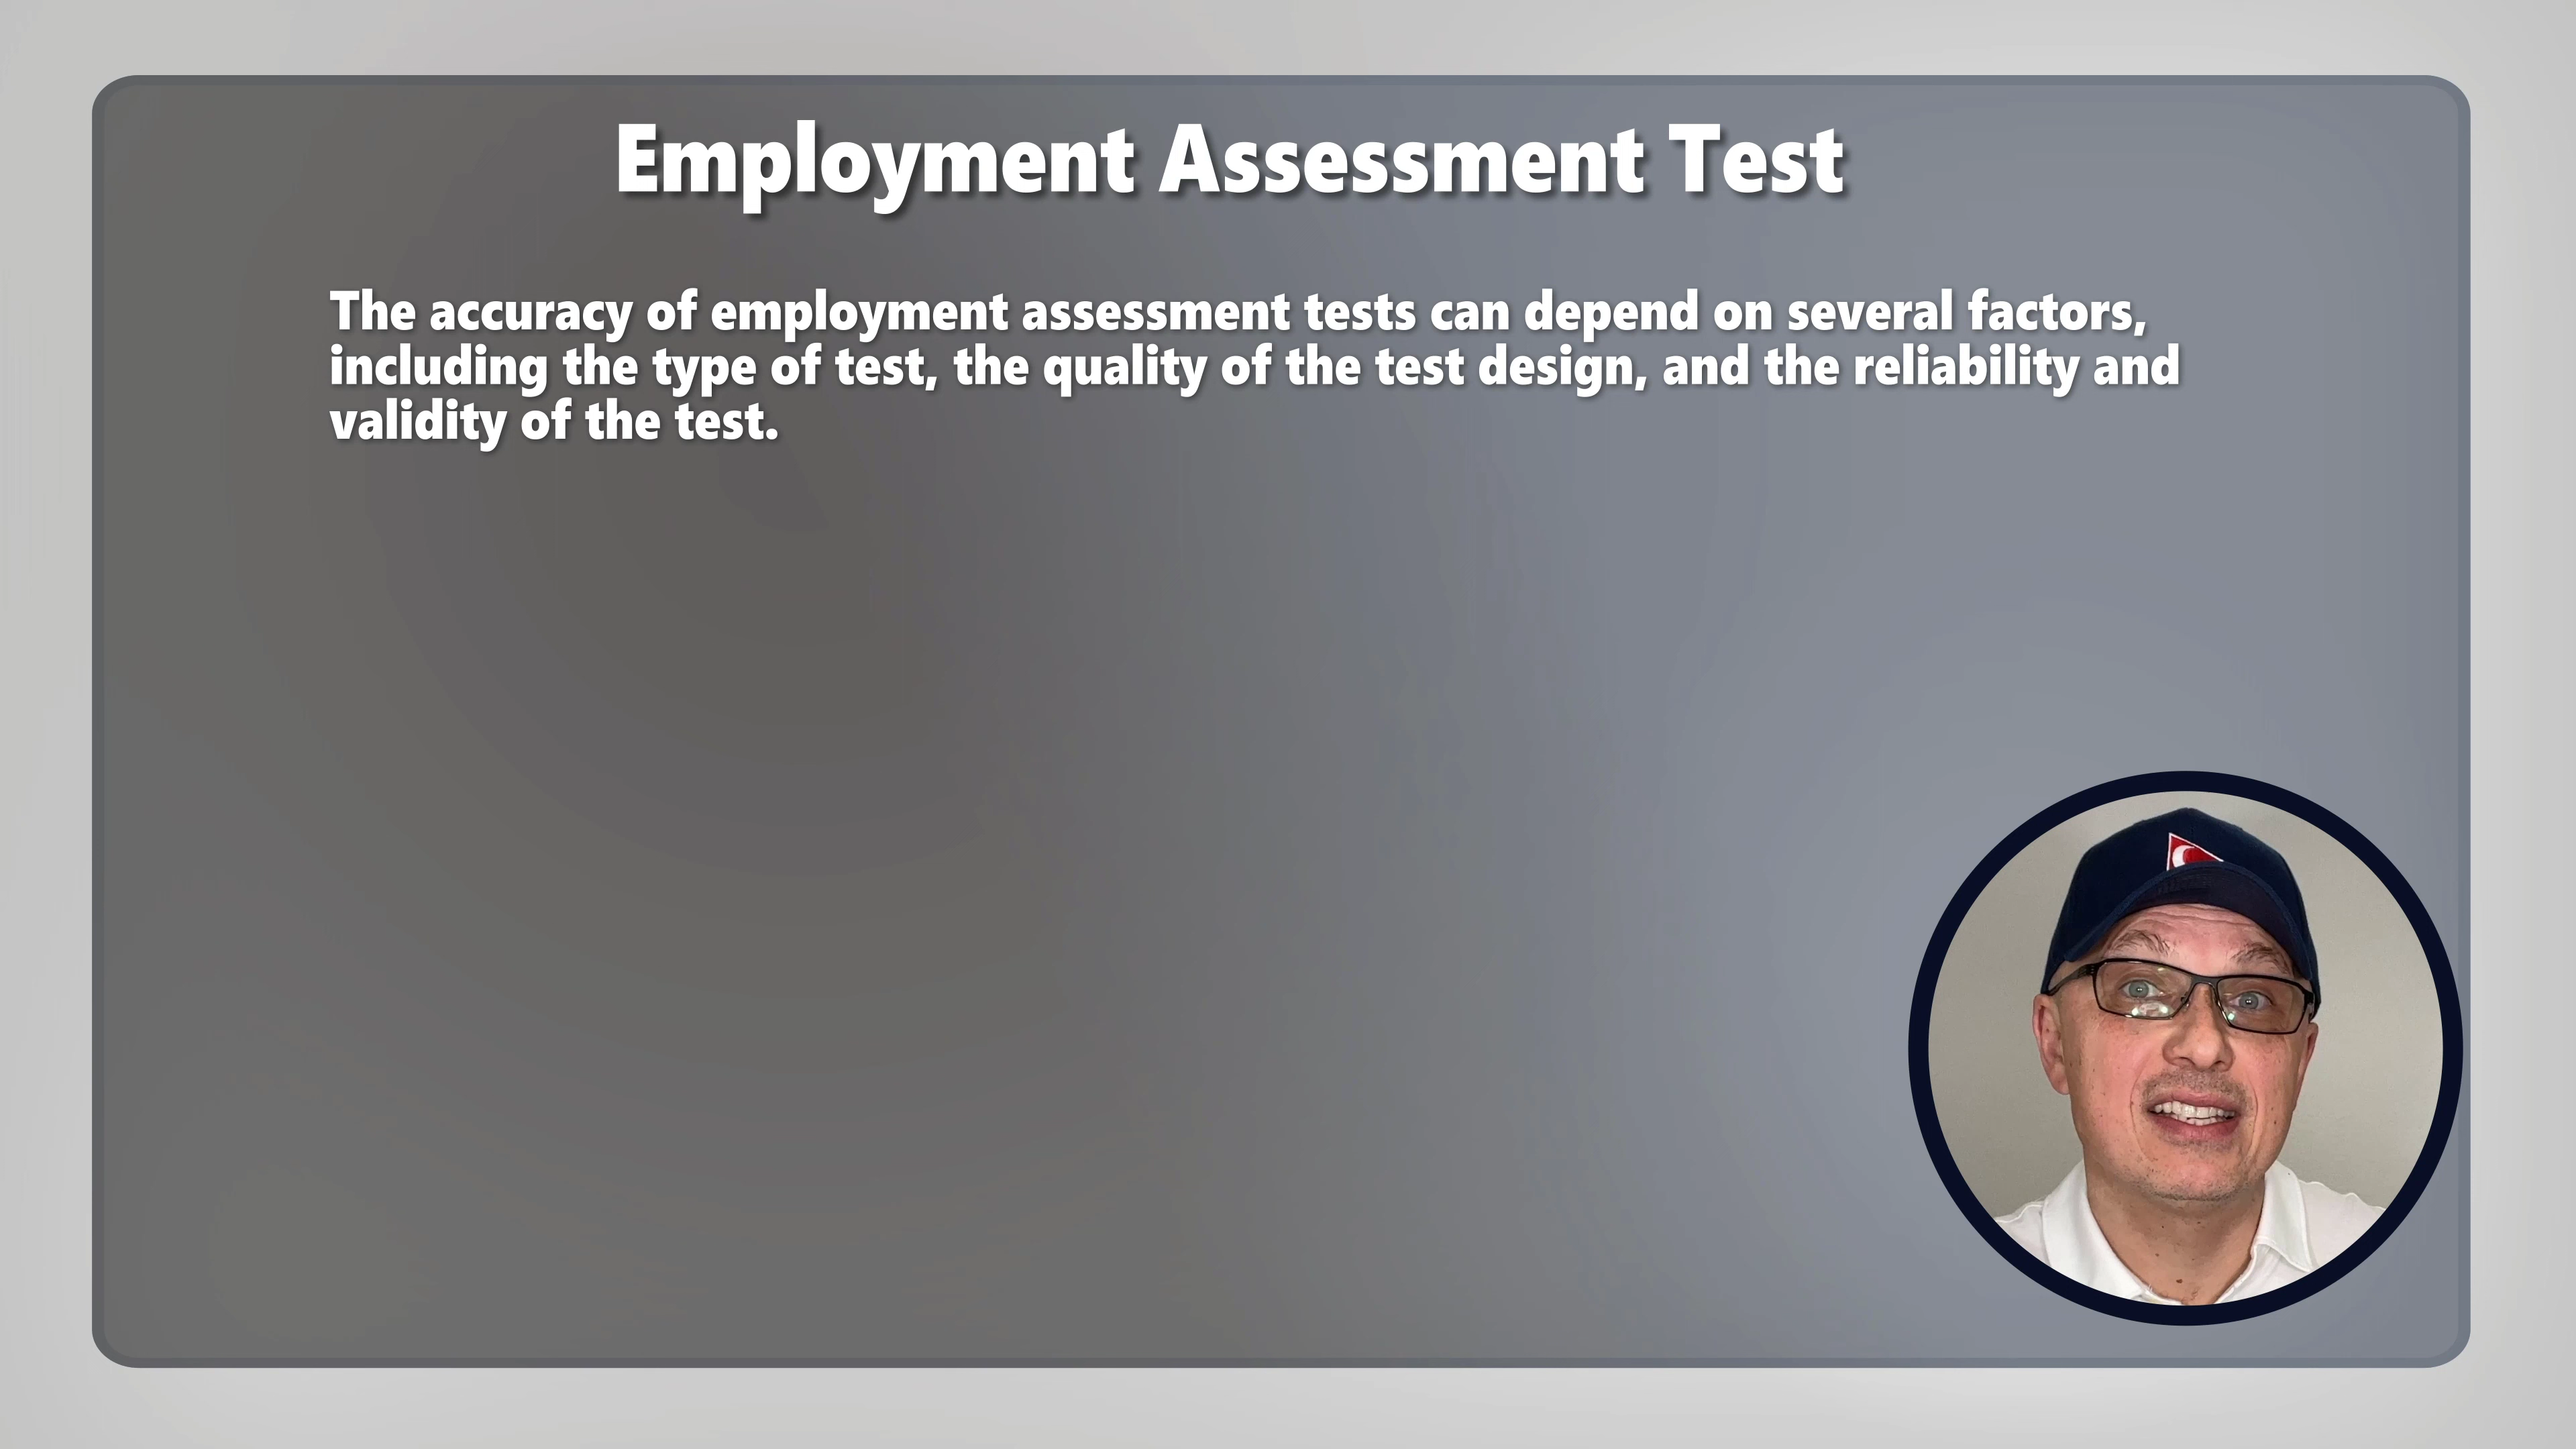 Employment Assessment Test
The accuracy of employment assessment tests can depend on several factors,
including the type of test, the quality of the test design, and the reliability and
validity of the test.